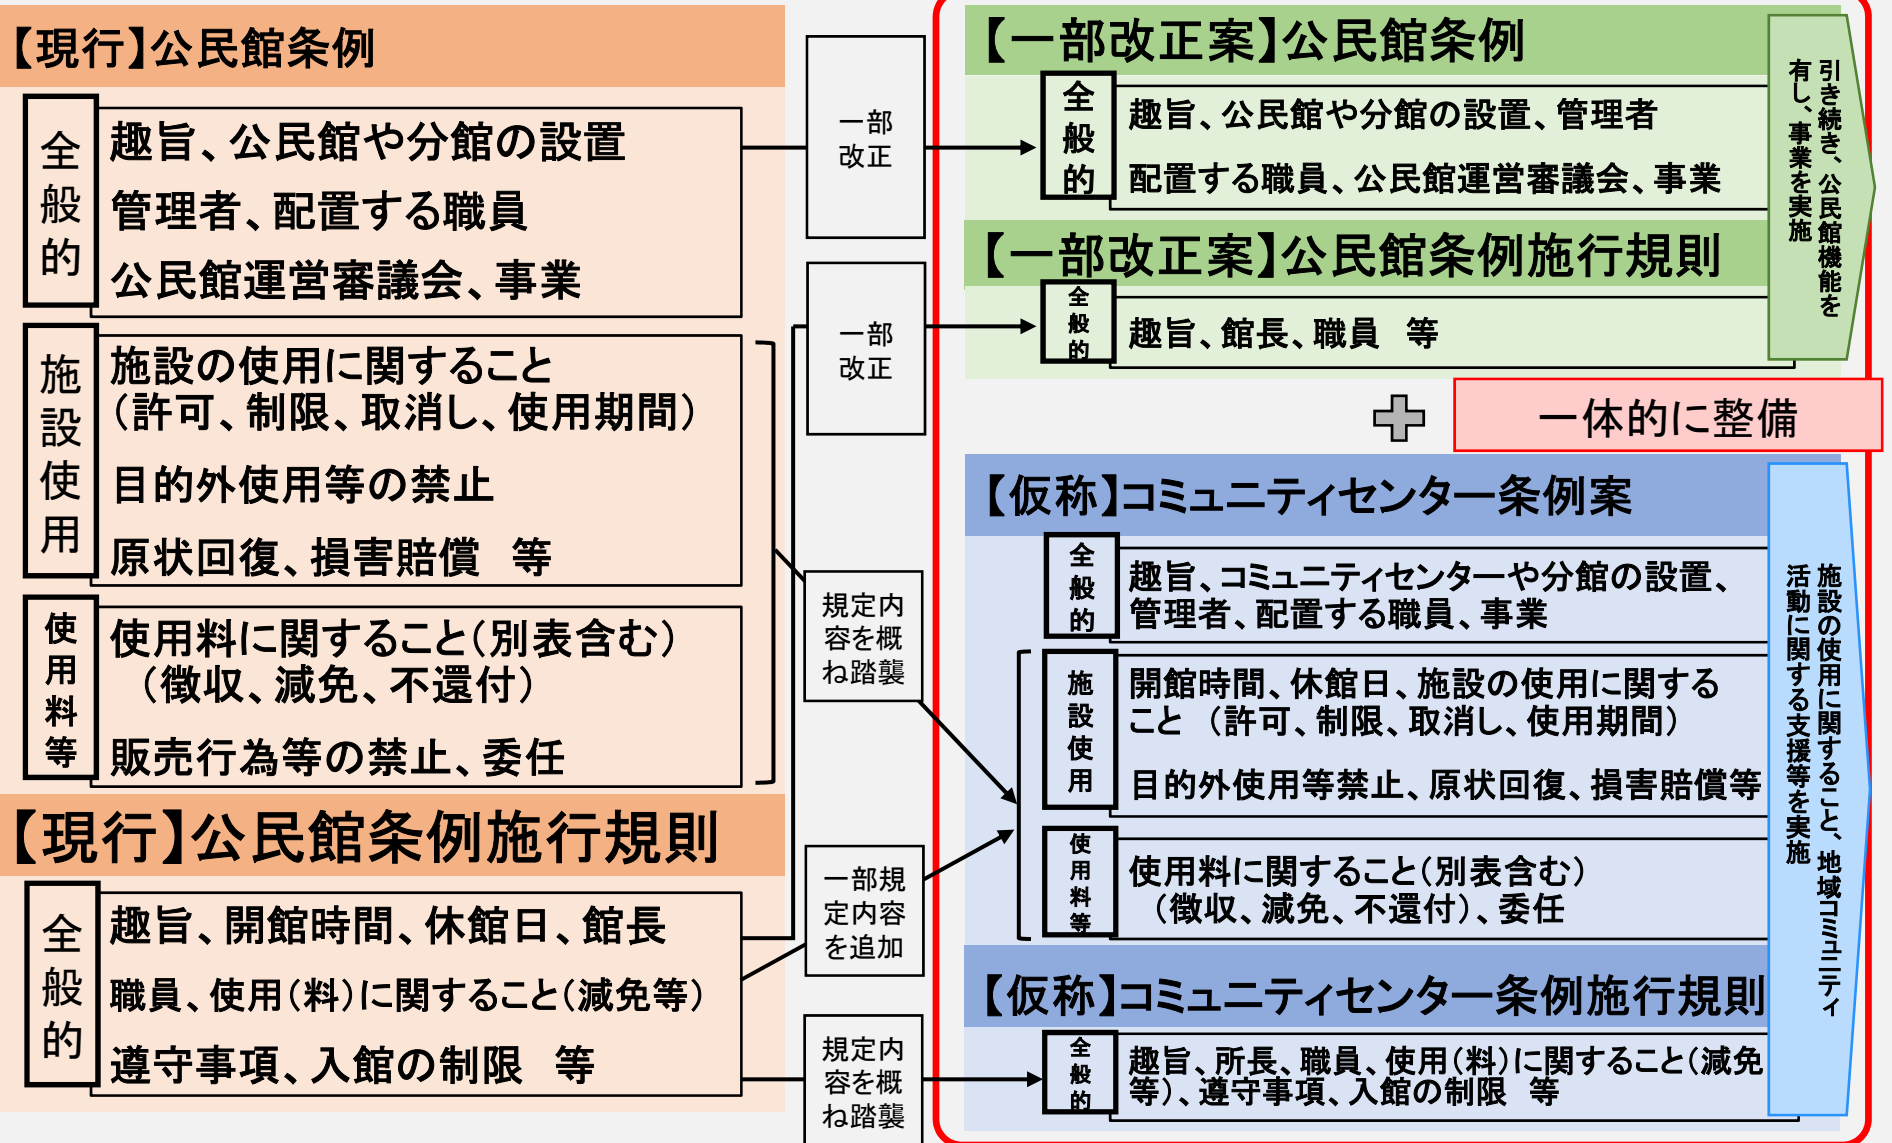 【現行】公民館条例
全般的
趣旨、公民館や分館の設置
管理者、配置する職員
公民館運営審議会、事業
施設使用
施設の使用に関すること
（許可、制限、取消し、使用期間）
目的外使用等の禁止
原状回復、損害賠償　等
使用料等
使用料に関すること（別表含む）
（徴収、減免、不還付）
販売行為等の禁止、委任
【現行】公民館条例施行規則
全般的
趣旨、開館時間、休館日、館長
職員、使用（料）に関すること（減免等）
遵守事項、入館の制限　等
一部
改正
一部
改正
規定内
容を概
ね踏襲
一部規
定内容
を追加
規定内
容を概
ね踏襲
【一部改正案】公民館条例
全般的
趣旨、公民館や分館の設置、管理者
配置する職員、公民館運営審議会、事業
【一部改正案】公民館条例施行規則
全般的
趣旨、館長、職員　等
引き続き、公民館機能を
有し、事業を実施
一体的に整備
【仮称】コミュニティセンター条例案
全般的
趣旨、コミュニティセンターや分館の設置、
管理者、配置する職員、事業
施設使用
開館時間、休館日、施設の使用に関する
こと　（許可、制限、取消し、使用期間）
目的外使用等禁止、原状回復、損害賠償等
使用料等
使用料に関すること（別表含む）
（徴収、減免、不還付）、委任
【仮称】コミュニティセンター条例施行規則
全般的
趣旨、所長、職員、使用（料）に関すること（減免
等）、遵守事項、入館の制限　等
施設の使用に関すること、地域コミュニティ
活動に関する支援等を実施